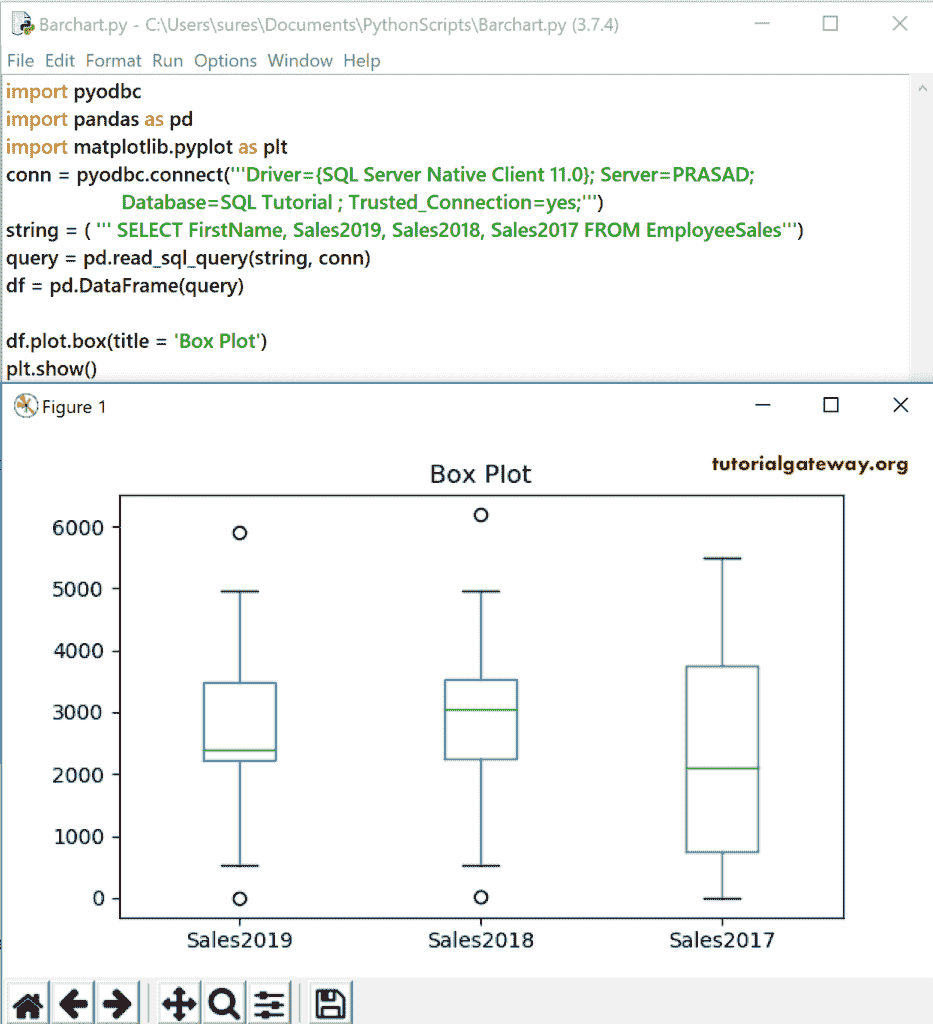 Barchart.py - C:\Users\sures\Documents\PythonScripts\Barchart.py (3.7.4)
File Edit Format Run Options Window Help
import pyodbc
import pandas as pd
import matplotlib.pyplot as plt
conn = pyodbc.connect('''Driver={SQL Server Native Client 11.0}; Server=PRASAD;
Database=SQL Tutorial ; Trusted_Connection=yes;''')
string = ( ''' SELECT FirstName, Sales2019, Sales2018, Sales2017 FROM EmployeeSales''')
query = pd.read_sql_query(string, conn)
df = pd.DataFrame(query)
df.plot.box(title = 'Box Plot')
plt.show()
Figure 1
tutorialgateway.org
Box Plot
6000
5000
4000
3000
2000
1000
0
Sales2019 Sales2018 Sales2017